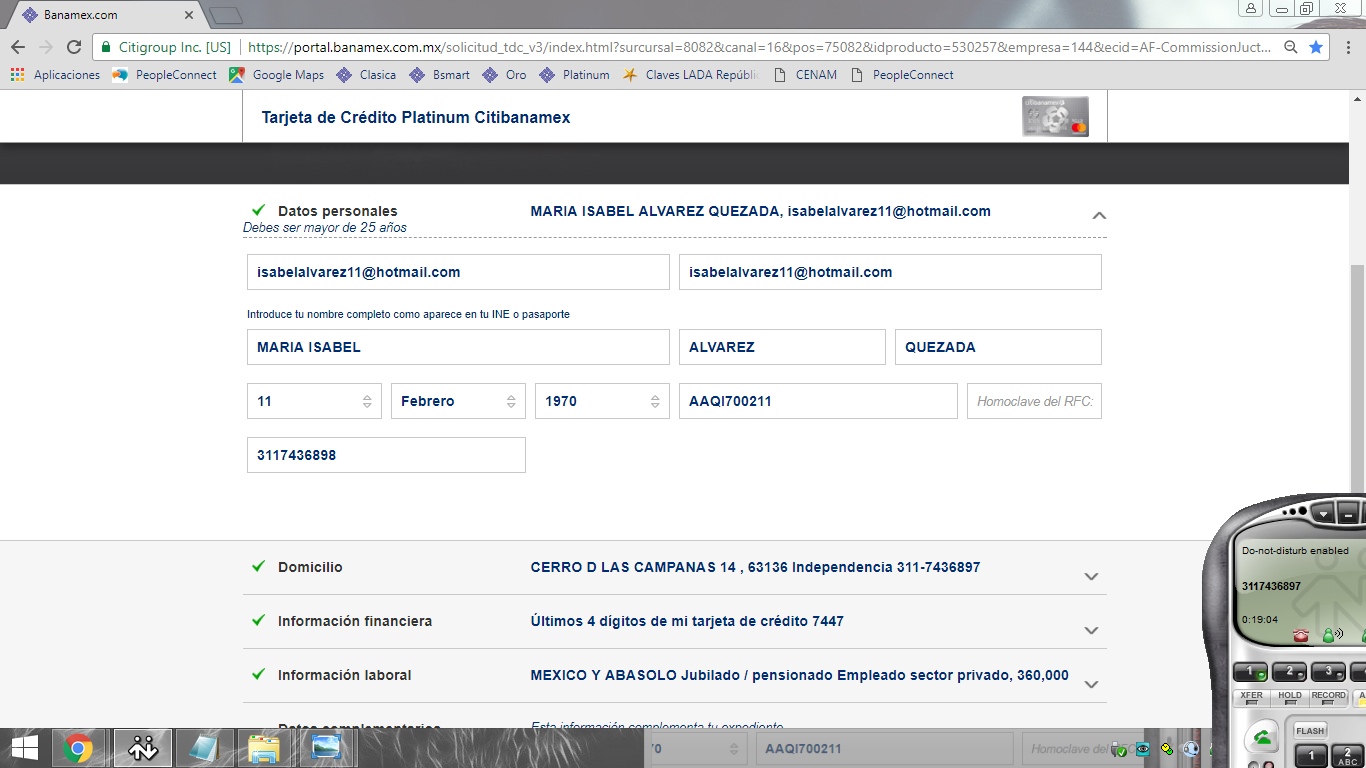 Banamex.com
Citigroup Inc. [US] https://portal.banamex.com.mx/solicitud_tdc_v3/index.html?surcursal=8082&canal=16&pos=75082&idproducto=530257&empresa=144&ecid=AF-CommissionJuct...
Aplicaciones PeopleConnect Google Maps Clasica Bsmart Oro Platinum Claves LADA Repúbli CENAM PeopleConnect
Tarjeta de Crédito Platinum Citibanamex
citibanamex
Datos personales MARIA ISABEL ALVAREZ QUEZADA, isabelalvarez11@hotmail.com
Debes ser mayor de 25 años
isabelalvarez11@hotmail.com isabelalvarez11@hotmail.com
Introduce tu nombre completo como aparece en tu INE o pasaporte
MARIA ISABEL ALVAREZ QUEZADA
11 Febrero 1970 AAQI700211 Homoclave del RFC:
3117436898
Domicilio CERRO D LAS CAMPANAS 14 , 63136 Independencia 311-7436897
Información financiera Últimos 4 dígitos de mi tarjeta de crédito 7447
Información laboral MEXICO Y ABASOLO Jubilado / pensionado Empleado sector privado, 360,000
Datos complementarios Esta información complementa tu expediente
Do-not-disturb enabled
3117436897
0:19:04
1 2 3
XFER HOLD RECORD
FLASH
1 2
ABC
70 AAQI700211 Homoclave del RFC